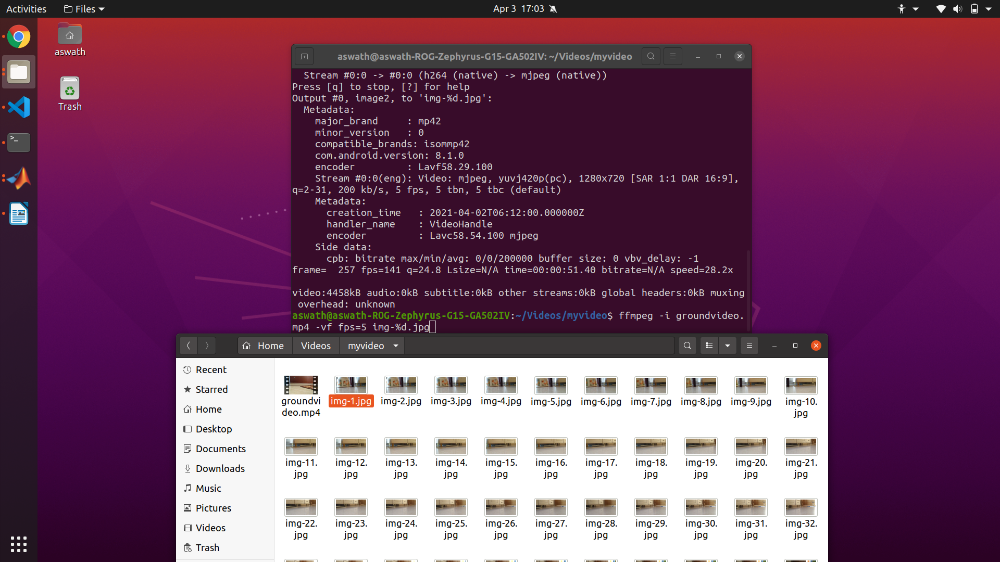 Activities Files Apr 3 17:03
aswath
Trash
aswath@aswath-ROG-Zephyrus-G15-GA502IV: ~/Videos/myvideo
Stream #0:0 -> #0:0 (h264 (native) -> mjpeg (native))
Press [q] to stop, [?] for help
Output #0, image2, to 'img-%d.jpg':
Metadata:
major_brand : mp42
minor_version : 0
compatible_brands: isommp42
com.android.version: 8.1.0
encoder : Lavf58.29.100
Stream #0:0(eng): Video: mjpeg, yuvj420p(pc), 1280x720 [SAR 1:1 DAR 16:9],
q=2-31, 200 kb/s, 5 fps, 5 tbn, 5 tbc (default)
Metadata:
creation_time : 2021-04-02T06:12:00.000000Z
handler_name : VideoHandle
encoder : Lavc58.54.100 mjpeg
Side data:
cpb: bitrate max/min/avg: 0/0/200000 buffer size: 0 vbv_delay: -1
frame= 257 fps=141 q=24.8 Lsize=N/A time=00:00:51.40 bitrate=N/A speed=28.2x
video:4458kB audio:0kB subtitle:0kB other streams:0kB global headers:0kB muxing
overhead: unknown
aswath@aswath-ROG-Zephyrus-G15-GA502IV:~/Videos/myvideo$ ffmpeg -i groundvideo.
mp4 -vf fps=5 img-%d.jpg
Home Videos myvideo
Recent
Starred
Home
Desktop
Documents
Downloads
Music
Pictures
Videos
Trash
groundvi img-1.jpg img-2.jpg img-3.jpg img-4.jpg img-5.jpg img-6.jpg img-7.jpg img-8.jpg img-9.jpg img-10.
deo.mp4 jpg
img-11. img-12. img-13. img-14. img-15. img-16. img-17. img-18. img-19. img-20. img-21.
jpg jpg jpg jpg jpg jpg jpg jpg jpg jpg jpg
img-22. img-23. img-24. img-25. img-26. img-27. img-28. img-29. img-30. img-31. img-32.
jpg jpg jpg jpg jpg jpg jpg jpg jpg jpg jpg